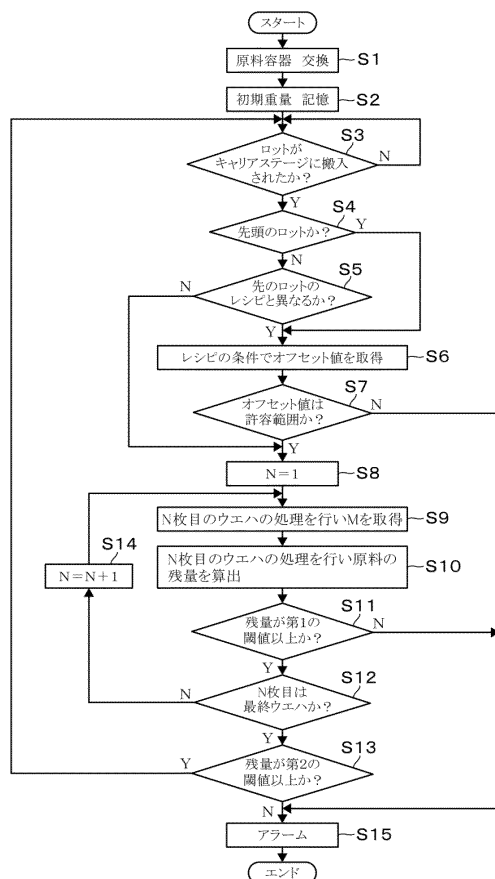 スタート
原料容器 交換
S1
初期重量 記憶
S2
S3
ロットが
キャリアステージに搬入
されたか？
N
Y
S4
先頭のロットか？
Y
N
S5
先のロットの
レシピと異なるか？
N
Y
レシピの条件でオフセット値を取得
S6
S7
オフセット値は
許容範囲か？
N
Y
N=1
S8
N枚目のウエハの処理を行いMを取得
S9
S14
N=N+1
N枚目のウエハの処理を行い原料の
残量を算出
S10
S11
残量が第1の
閾値以上か？
N
Y
S12
N枚目は
最終ウエハか？
N
Y
S13
残量が第2の
閾値以上か？
Y
N
アラーム
S15
エンド